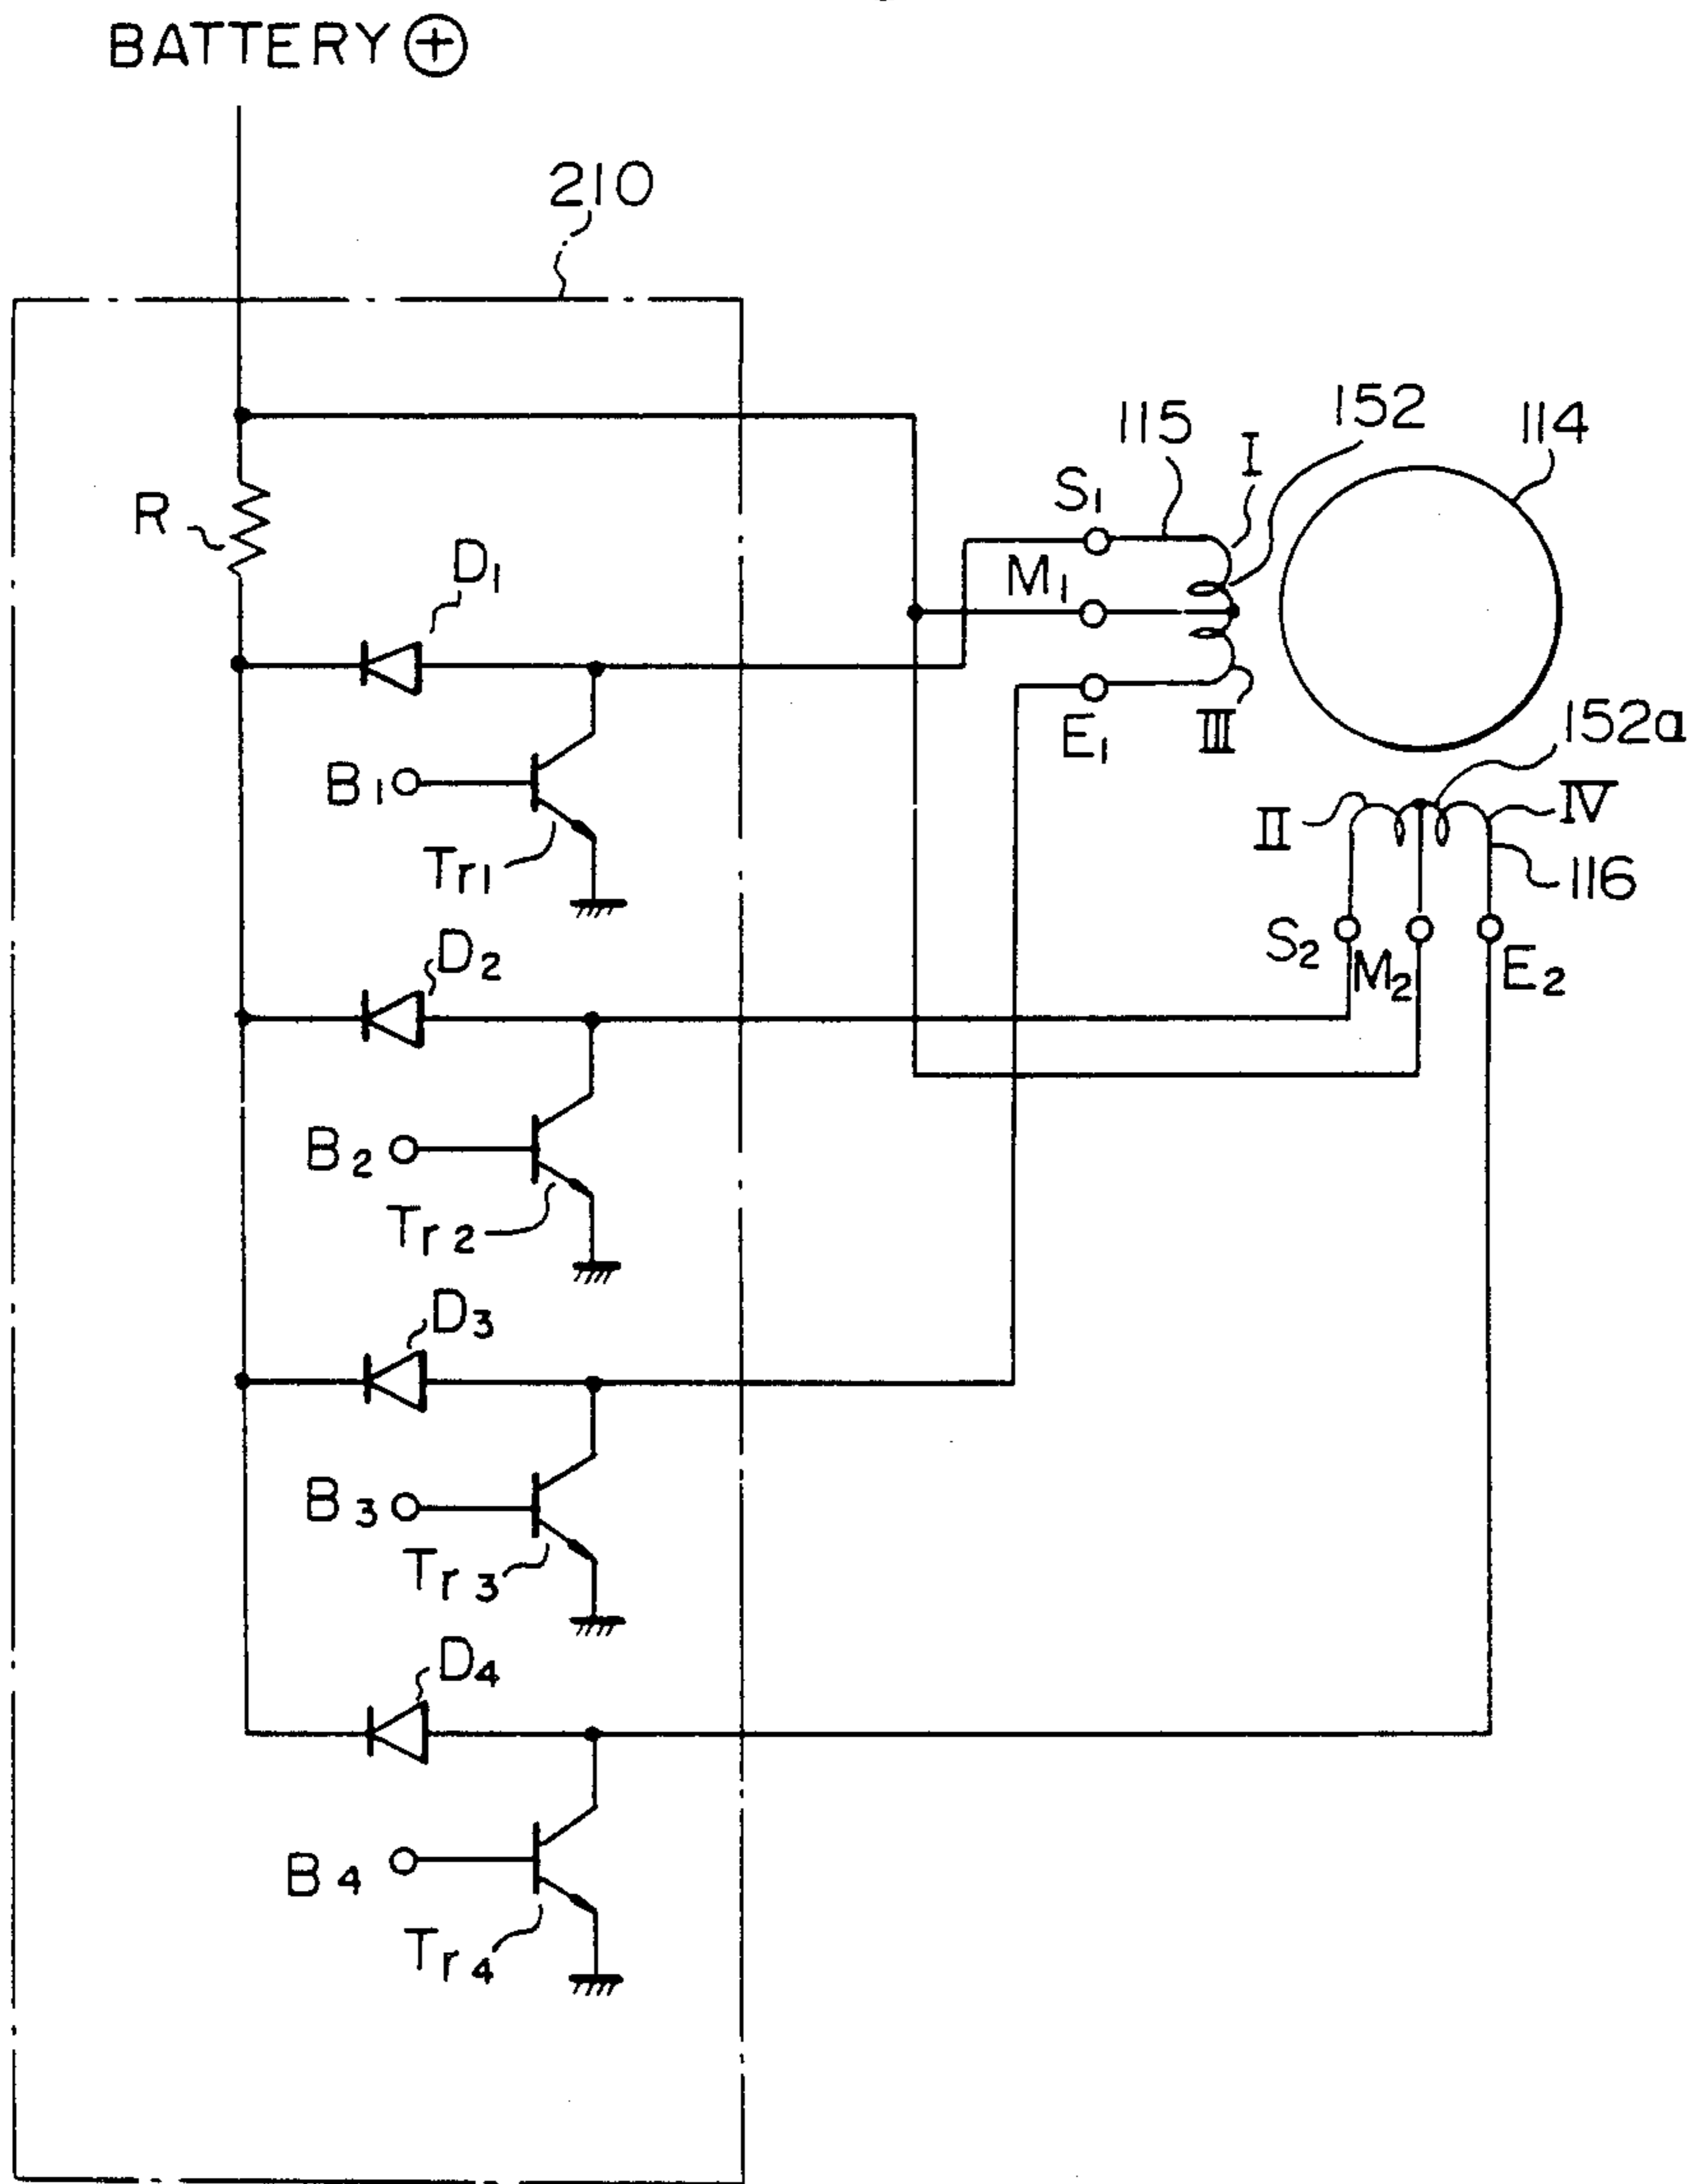 BATTERY ⊕
210
152
114
115
I
S₁
R
M₁
D₁
E₁
III
152a
B₁
II
IV
Tr₁
116
D₂
S₂
M₂
E₂
B₂
Tr₂
D₃
B₃
Tr₃
D₄
B₄
Tr₄